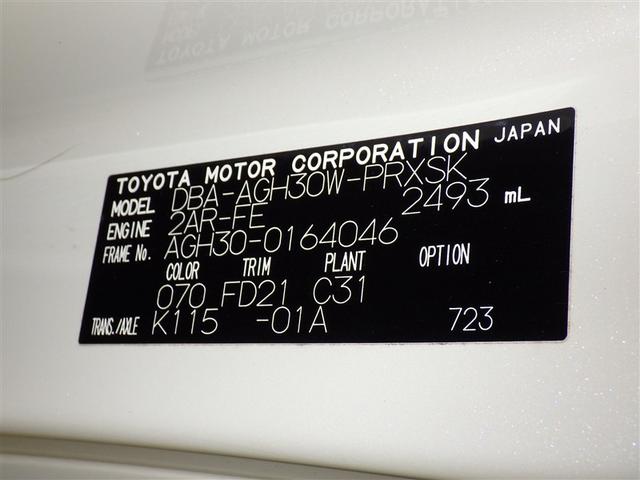 TOYOTA MOTOR CORPORATION JAPAN
MODEL DBA-AGH30W-PRXSK
ENGINE 2AR-FE 2493 mL
FRAME No. AGH30-0164046
COLOR TRIM PLANT OPTION
070 FD21 C31
TRANS./AXLE K115 -01A 723